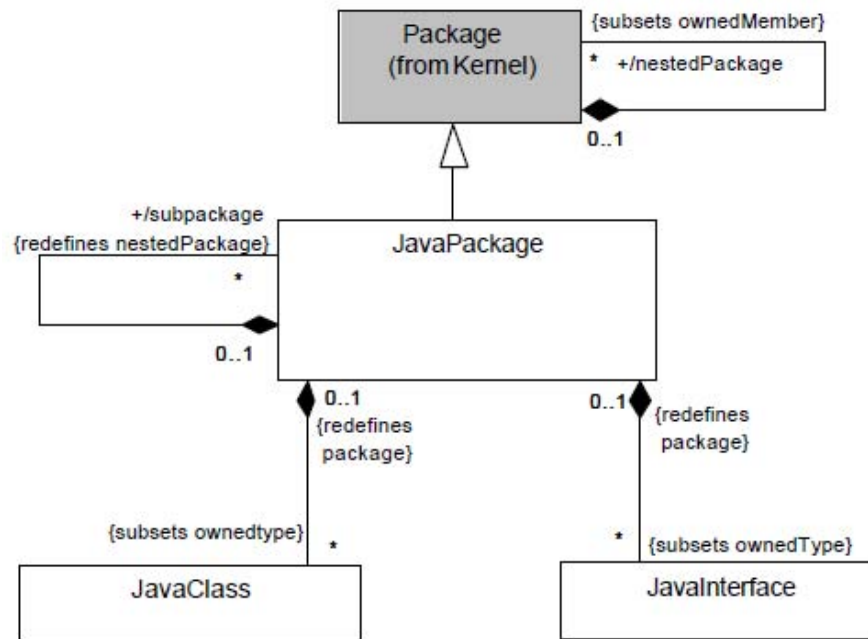 Package
(from Kernel)
{subsets ownedMember}
* +/nestedPackage
0..1
+/subpackage
{redefines nestedPackage}
*
0..1
JavaPackage
0..1
{redefines
package}
0..1
{redefines
package}
{subsets ownedtype}
*
* {subsets ownedType}
JavaClass
JavaInterface